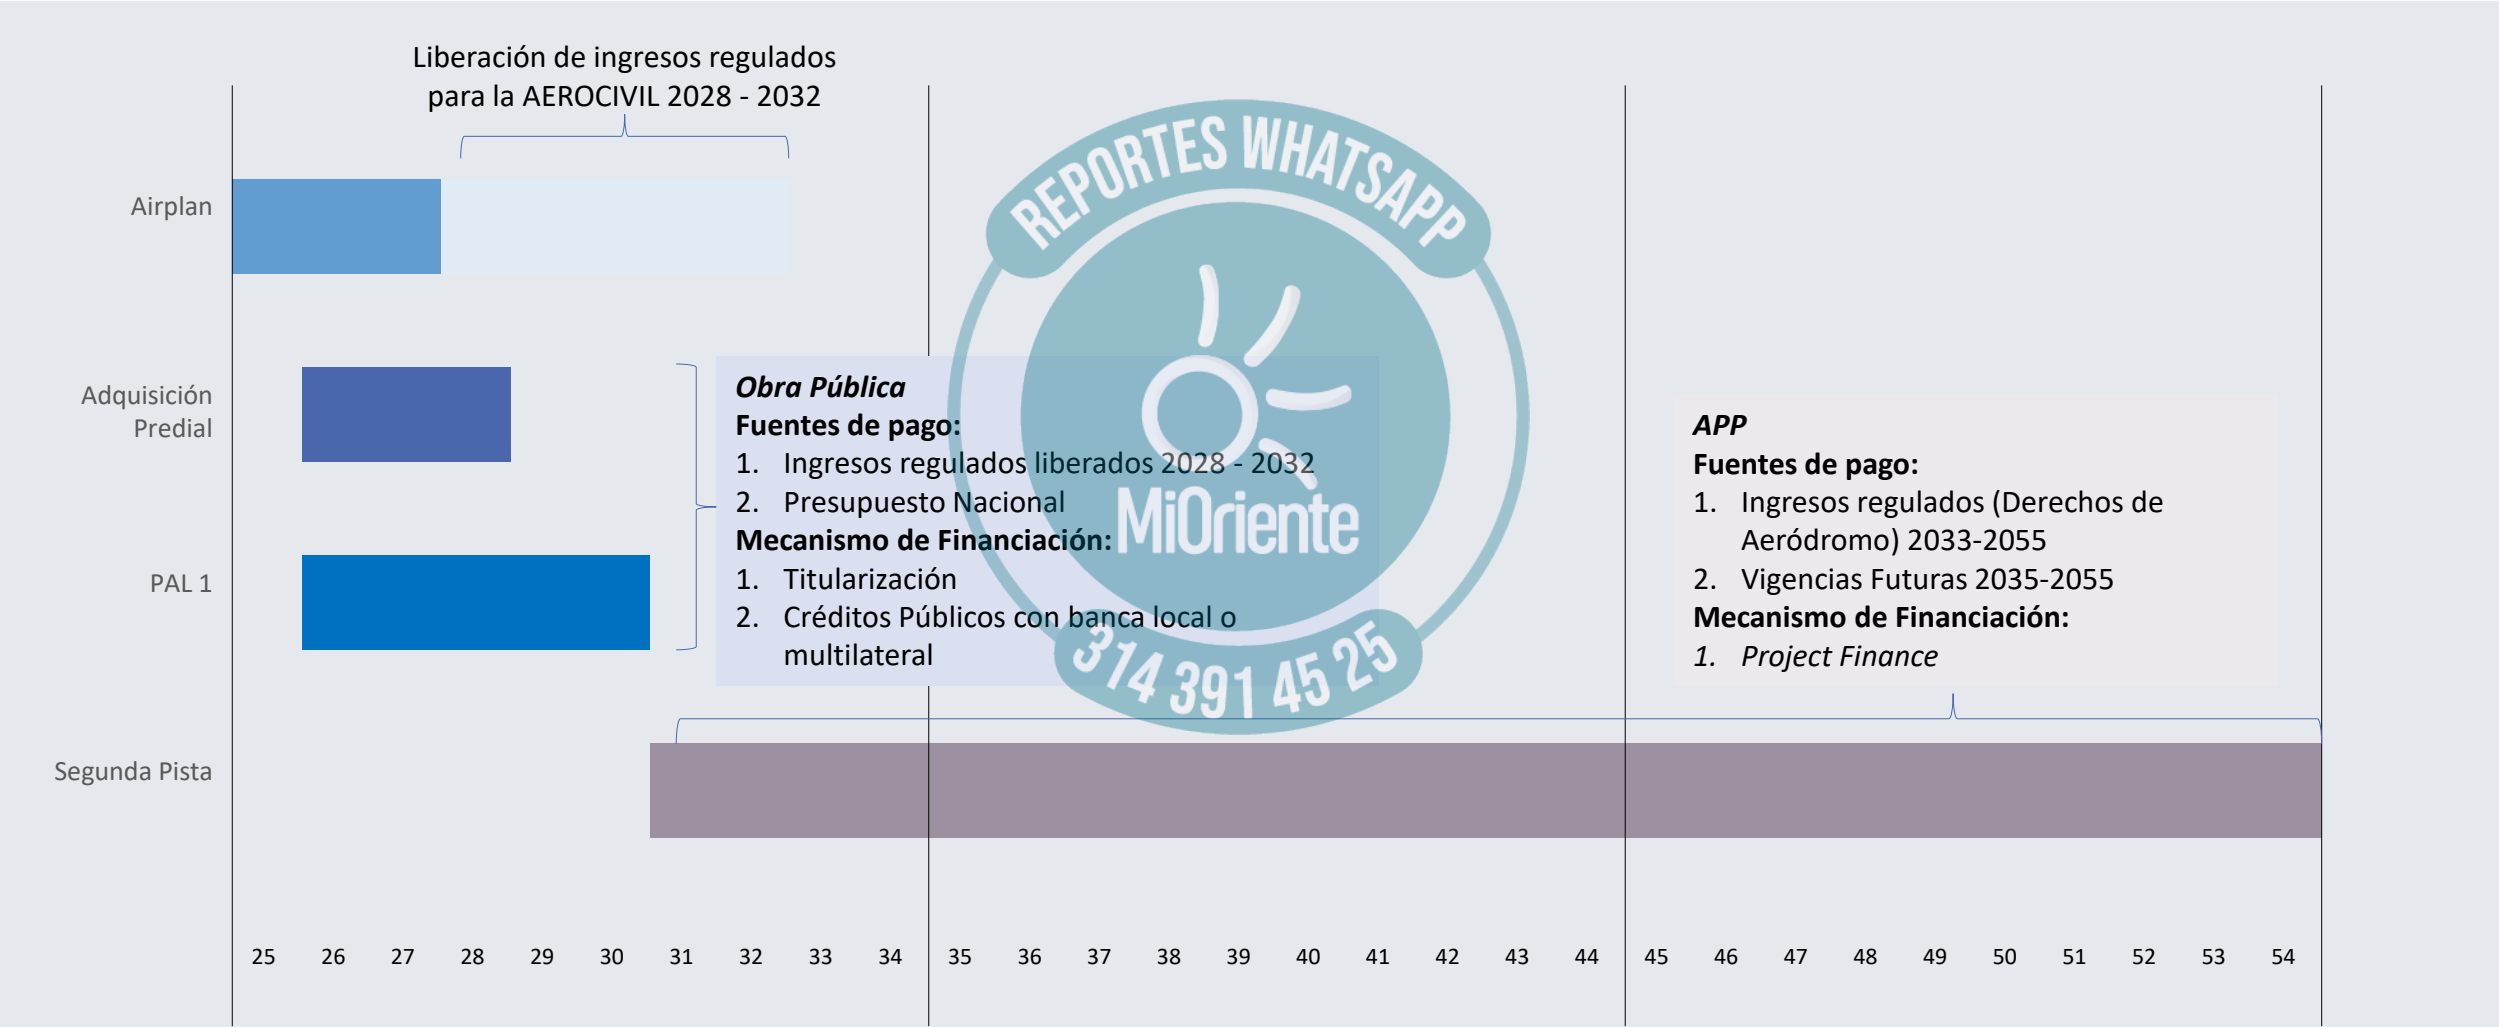 Liberación de ingresos regulados
para la AEROCIVIL 2028 - 2032
Airplan
Adquisición
Predial
PAL 1
Segunda Pista
Obra Pública
Fuentes de pago:
1. Ingresos regulados liberados 2028 - 2032
2. Presupuesto Nacional
Mecanismo de Financiación:
1. Titularización
2. Créditos Públicos con banca local o
multilateral
APP
Fuentes de pago:
1. Ingresos regulados (Derechos de
Aeródromo) 2033-2055
2. Vigencias Futuras 2035-2055
Mecanismo de Financiación:
1. Project Finance
REPORTES WHATSAPP
MiOriente
314 391 45 25
25 26 27 28 29 30 31 32 33 34 35 36 37 38 39 40 41 42 43 44 45 46 47 48 49 50 51 52 53 54